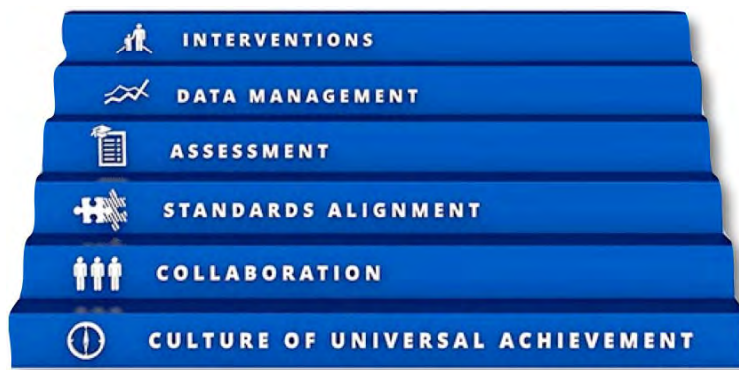 INTERVENTIONS
DATA MANAGEMENT
ASSESSMENT
STANDARDS ALIGNMENT
COLLABORATION
CULTURE OF UNIVERSAL ACHIEVEMENT